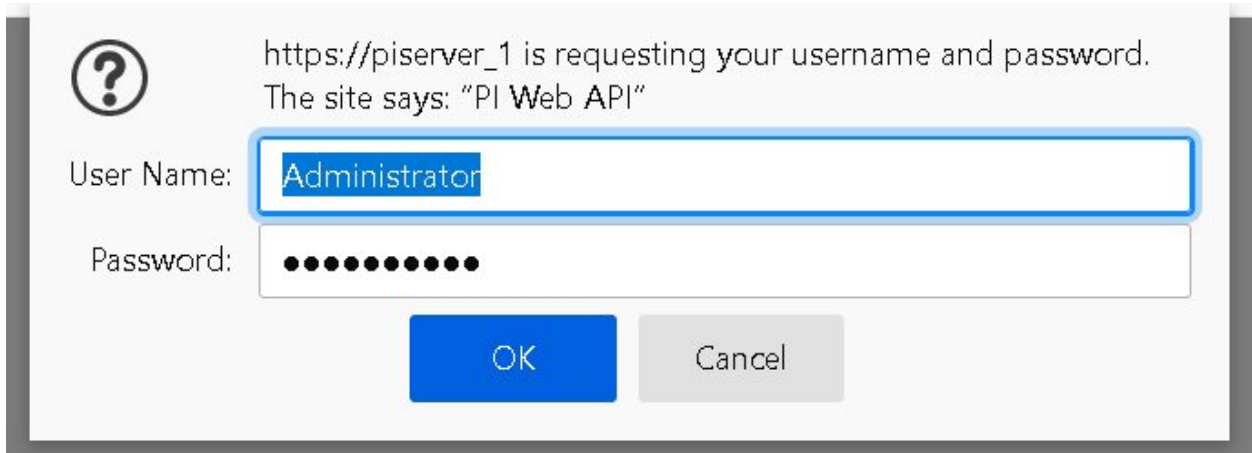 https://piserver_1 is requesting your username and password.
The site says: “PI Web API”
User Name:
Administrator
Password:
●●●●●●●●●●
OK
Cancel